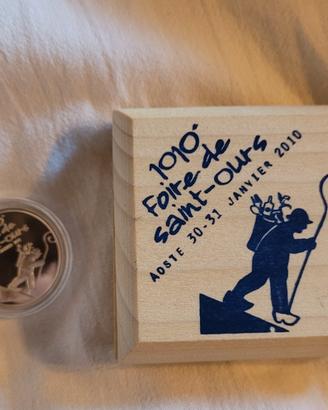 1010°
Foire de
saint-Ours
AOSTE 30-31 JANVIER 2010